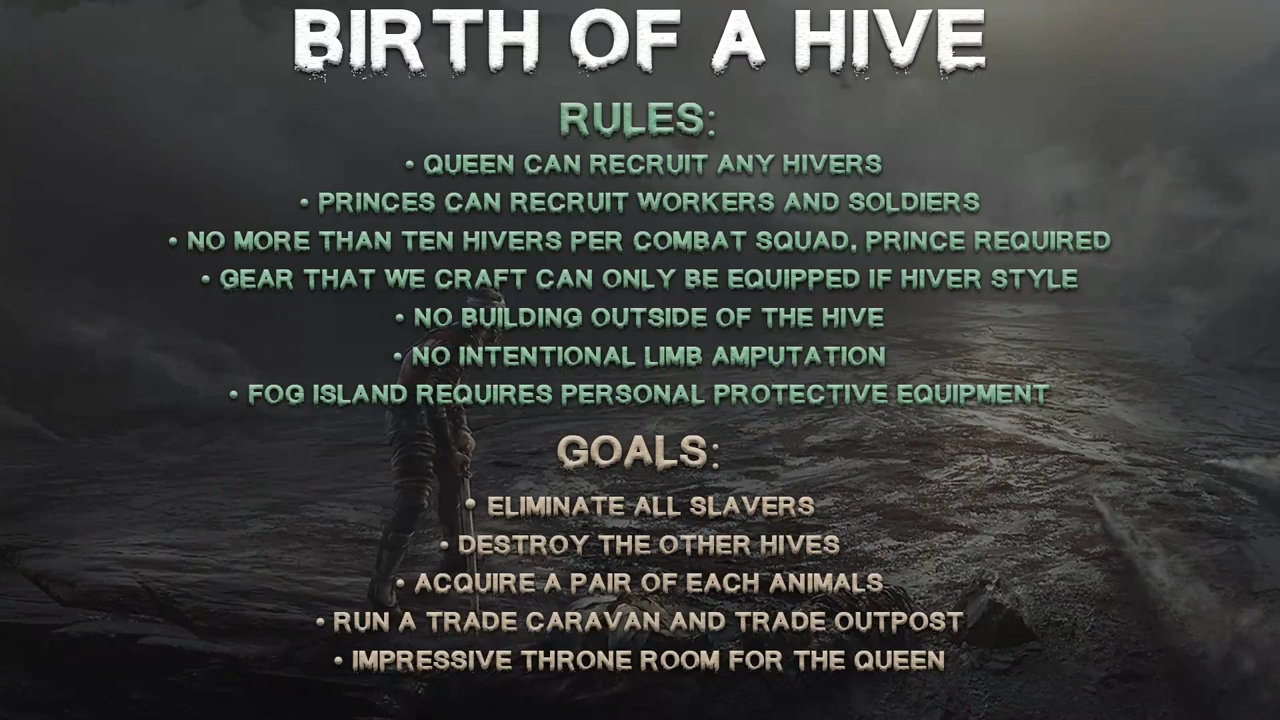 BIRTH OF A HIVE
RULES:
• QUEEN CAN RECRUIT ANY HIVERS
• PRINCES CAN RECRUIT WORKERS AND SOLDIERS
• NO MORE THAN TEN HIVERS PER COMBAT SQUAD, PRINCE REQUIRED
• GEAR THAT WE CRAFT CAN ONLY BE EQUIPPED IF HIVER STYLE
• NO BUILDING OUTSIDE OF THE HIVE
• NO INTENTIONAL LIMB AMPUTATION
• FOG ISLAND REQUIRES PERSONAL PROTECTIVE EQUIPMENT
GOALS:
• ELIMINATE ALL SLAVERS
• DESTROY THE OTHER HIVES
• ACQUIRE A PAIR OF EACH ANIMALS
• RUN A TRADE CARAVAN AND TRADE OUTPOST
• IMPRESSIVE THRONE ROOM FOR THE QUEEN